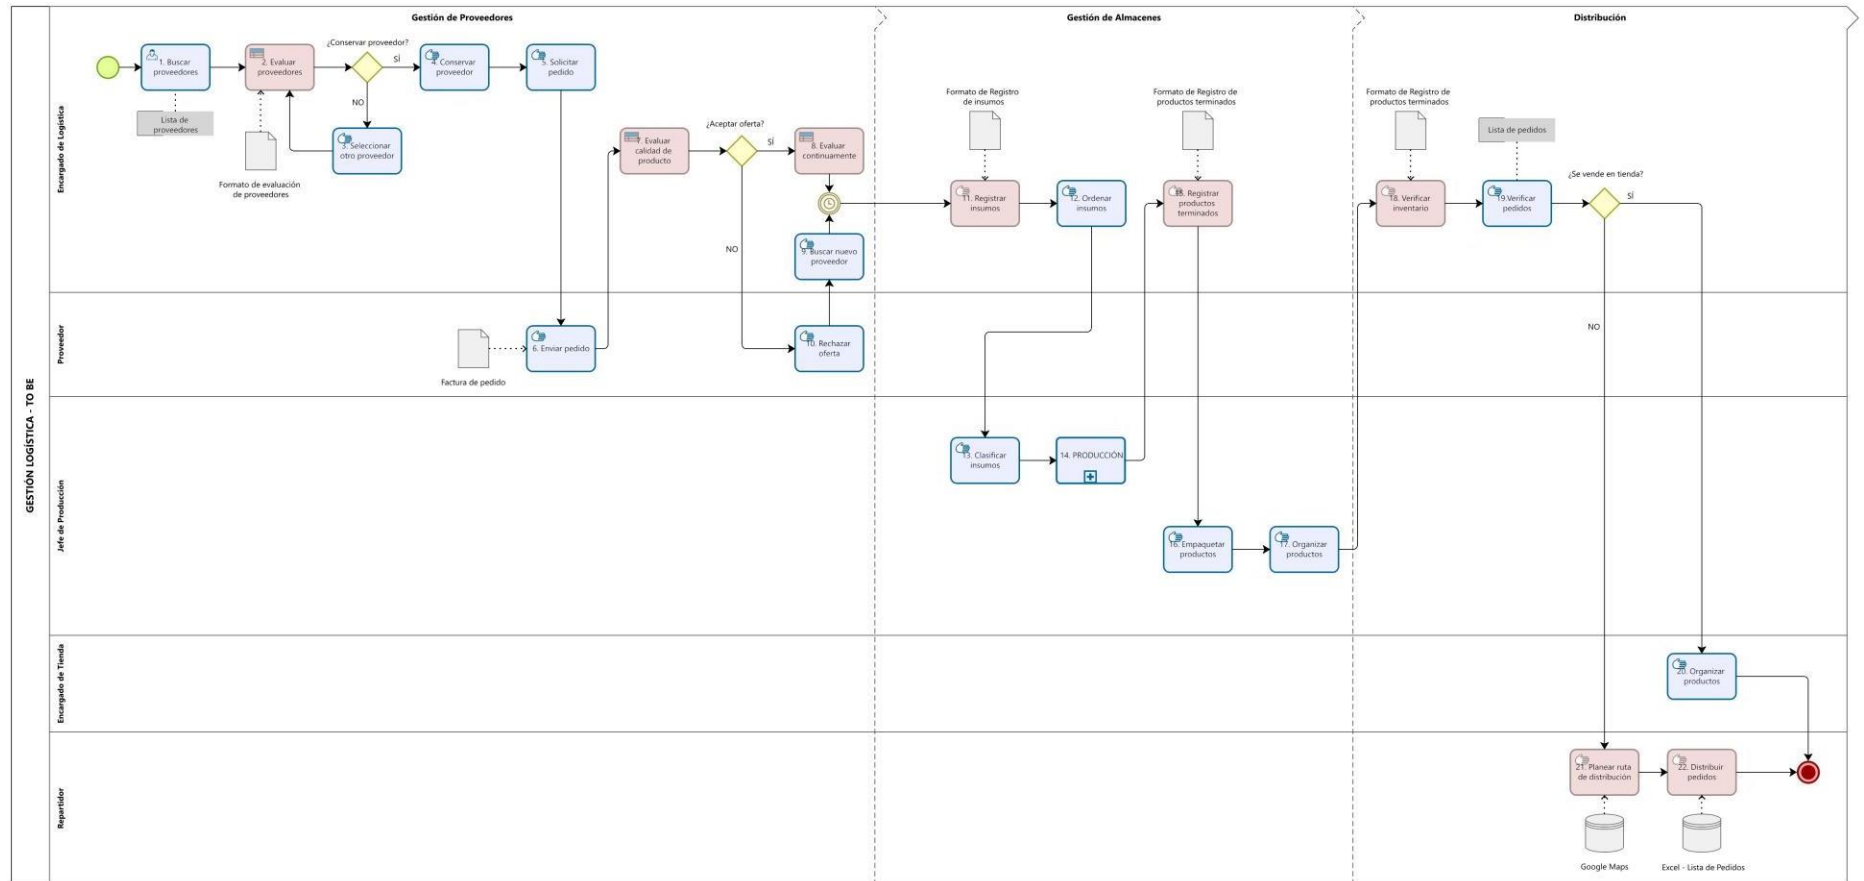 Gestión de Proveedores
Gestión de Almacenes
Distribución
GESTIÓN LOGÍSTICA - TO BE
Encargado de Logística
1. Buscar
proveedores
Lista de
proveedores
2. Evaluar
proveedores
Formato de evaluación
de proveedores
¿Conservar proveedor?
SÍ
NO
3. Seleccionar
otro proveedor
4. Conservar
proveedor
5. Solicitar
pedido
7. Evaluar
calidad de
producto
¿Aceptar oferta?
SÍ
NO
8. Evaluar
continuamente
9. Buscar nuevo
proveedor
Formato de Registro
de insumos
11. Registrar
insumos
12. Ordenar
insumos
Formato de Registro de
productos terminados
15. Registrar
productos
terminados
Formato de Registro de
productos terminados
18. Verificar
inventario
Lista de pedidos
19.Verificar
pedidos
¿Se vende en tienda?
SÍ
NO
Proveedor
Factura de pedido
6. Enviar pedido
10. Rechazar
oferta
Jefe de Producción
13. Clasificar
insumos
14. PRODUCCIÓN
16. Empaquetar
productos
17. Organizar
productos
Encargado de Tienda
20. Organizar
productos
Repartidor
21. Planear ruta
de distribución
22. Distribuir
pedidos
Google Maps
Excel - Lista de Pedidos